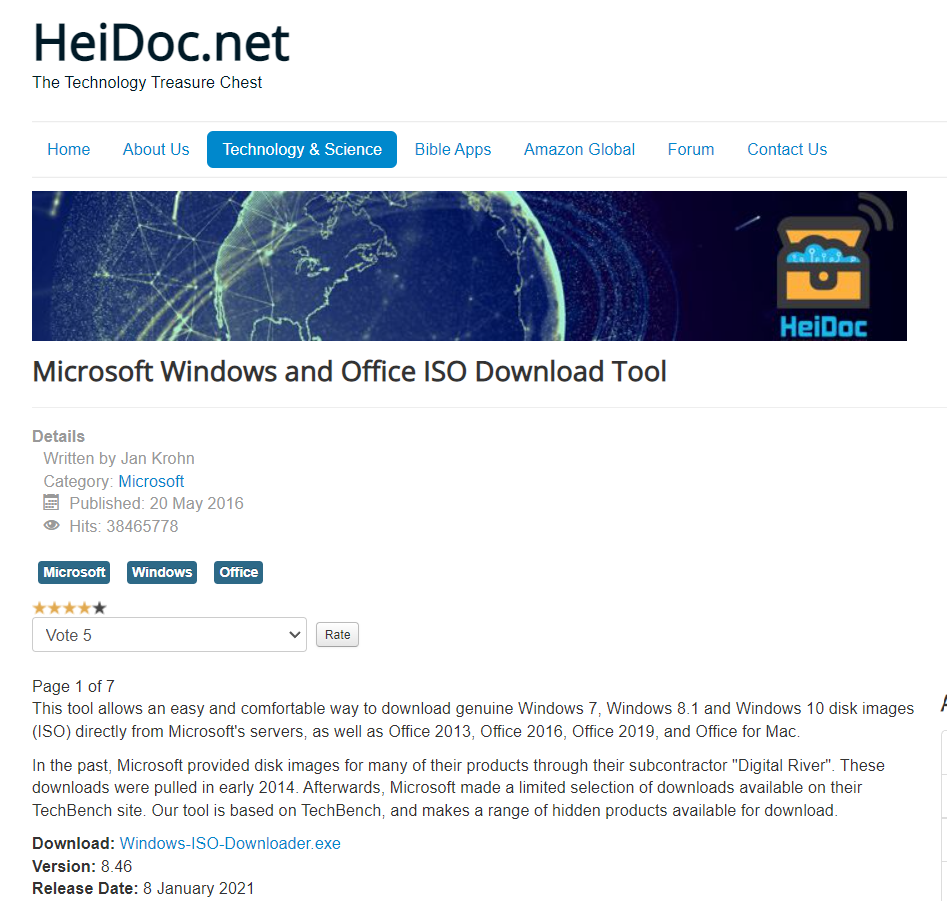 HeiDoc.net
The Technology Treasure Chest
Home About Us Technology & Science Bible Apps Amazon Global Forum Contact Us
HeiDoc
Microsoft Windows and Office ISO Download Tool
Details
Written by Jan Krohn
Category: Microsoft
Published: 20 May 2016
Hits: 38465778
Microsoft Windows Office
Vote 5 Rate
Page 1 of 7
This tool allows an easy and comfortable way to download genuine Windows 7, Windows 8.1 and Windows 10 disk images
(ISO) directly from Microsoft's servers, as well as Office 2013, Office 2016, Office 2019, and Office for Mac.
In the past, Microsoft provided disk images for many of their products through their subcontractor "Digital River". These
downloads were pulled in early 2014. Afterwards, Microsoft made a limited selection of downloads available on their
TechBench site. Our tool is based on TechBench, and makes a range of hidden products available for download.
Download: Windows-ISO-Downloader.exe
Version: 8.46
Release Date: 8 January 2021